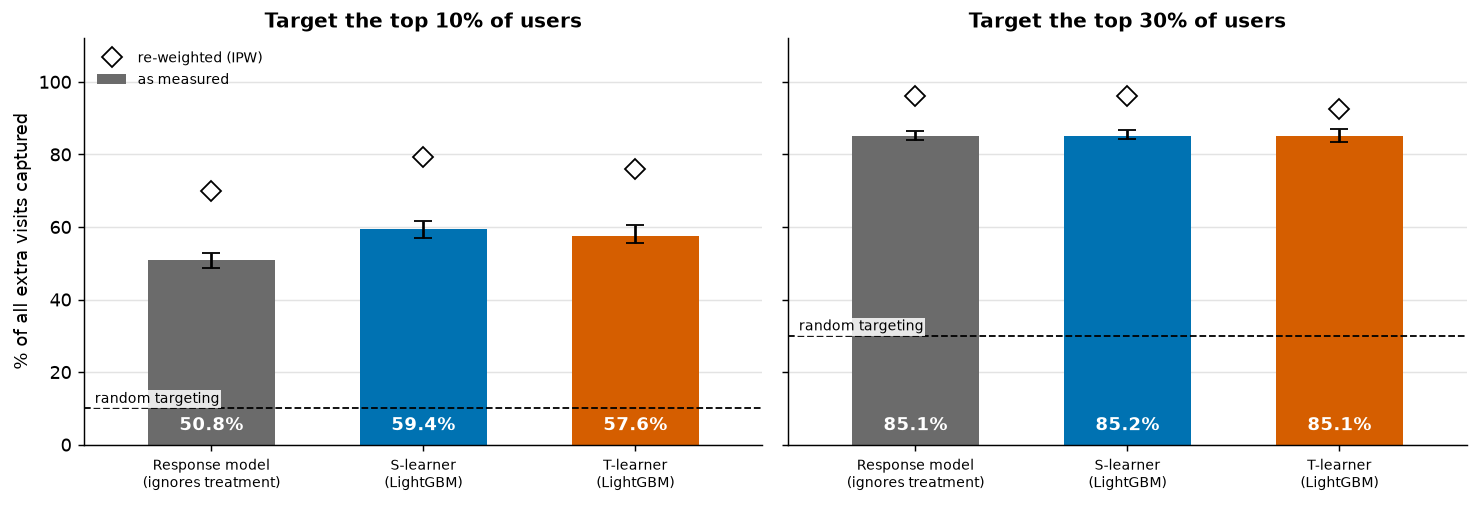 Target the top 10% of users
re-weighted (IPW)
as measured
% of all extra visits captured
100
80
60
40
20
0
random targeting
50.8%
59.4%
57.6%
Response model
(ignores treatment)
S-learner
(LightGBM)
T-learner
(LightGBM)
Target the top 30% of users
random targeting
85.1%
85.2%
85.1%
Response model
(ignores treatment)
S-learner
(LightGBM)
T-learner
(LightGBM)